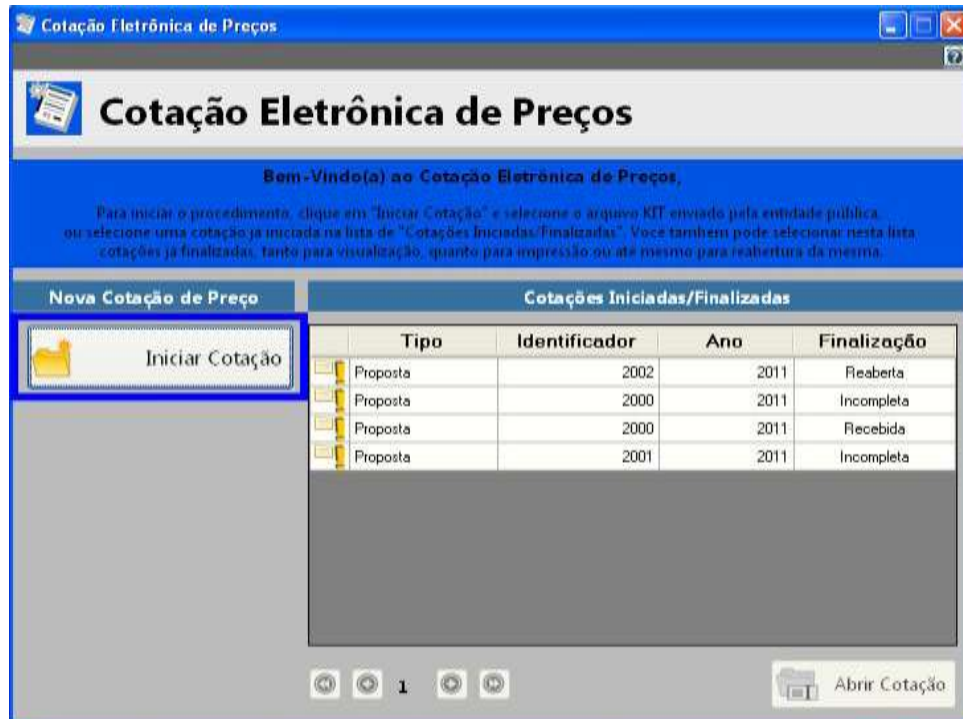 Cotação Eletrônica de Preços
Cotação Eletrônica de Preços
Bem-Vindo(a) ao Cotação Eletrônica de Preços,
Para iniciar o procedimento, clique em "Iniciar Cotação" e selecione o arquivo KIT enviado pela entidade pública,
ou selecione uma cotação já iniciada na lista de "Cotações Iniciadas/Finalizadas". Você também pode selecionar nesta lista
cotações já finalizadas, tanto para visualização, quanto para impressão ou até mesmo para reabertura da mesma.
Nova Cotação de Preço
Cotações Iniciadas/Finalizadas
Iniciar Cotação
Tipo Identificador Ano Finalização
Proposta 2002 2011 Reaberta
Proposta 2000 2011 Incompleta
Proposta 2000 2011 Recebida
Proposta 2001 2011 Incompleta
1
Abrir Cotação